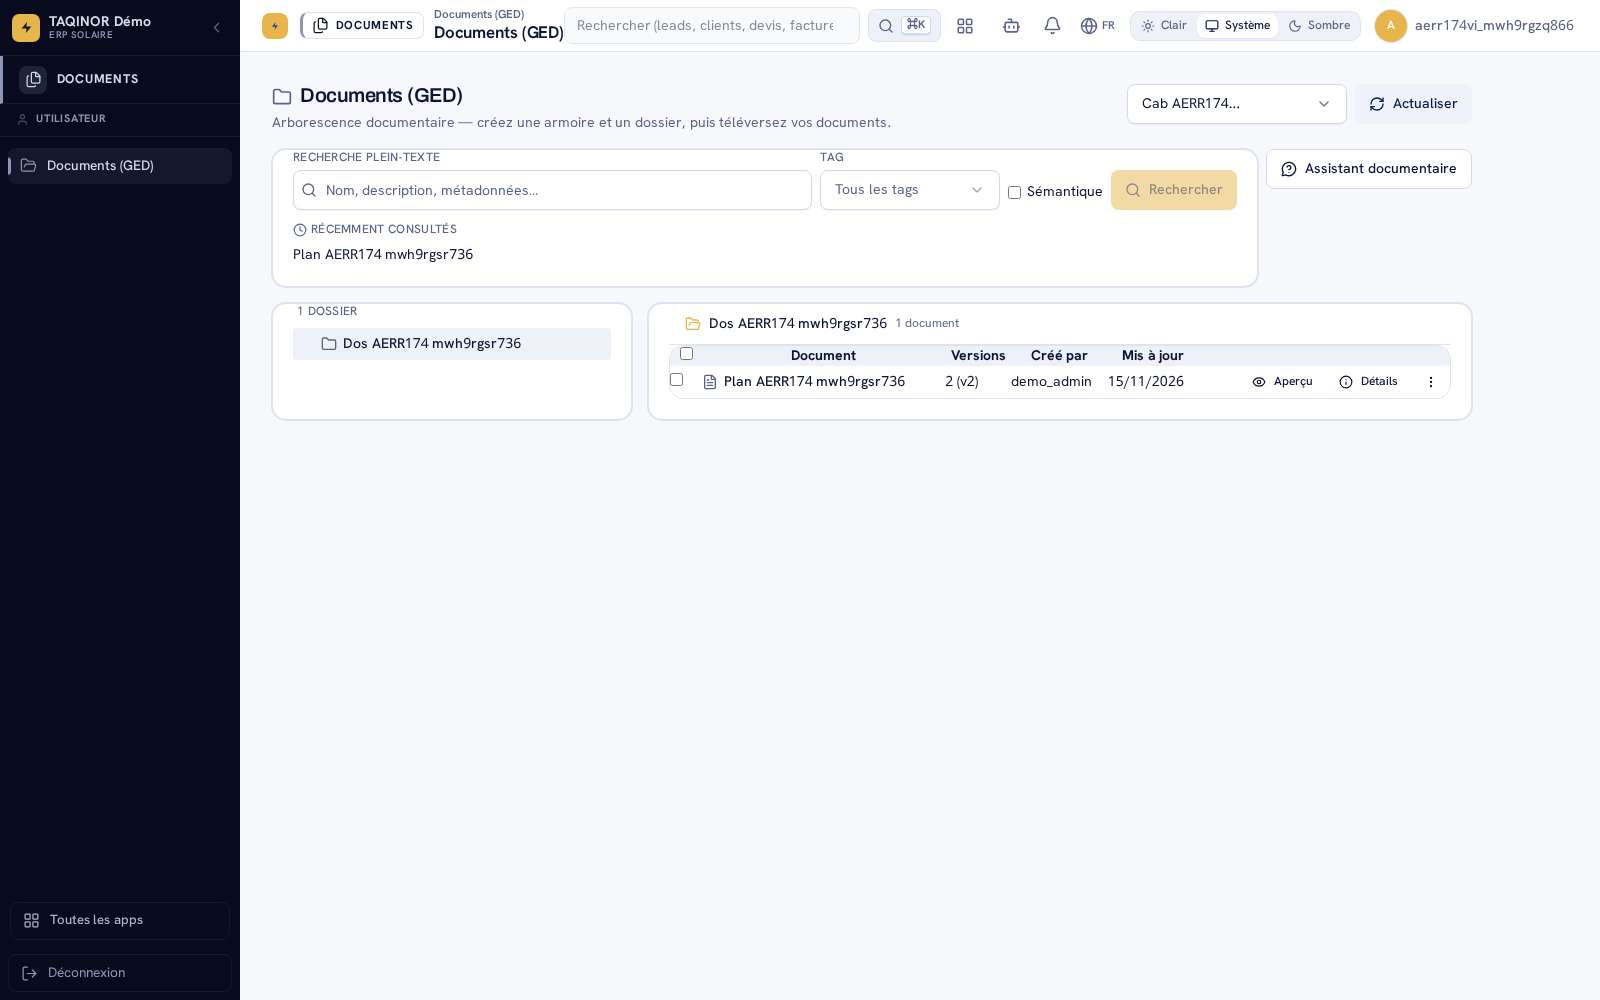 TAQINOR Démo
ERP SOLAIRE
DOCUMENTS
UTILISATEUR
Documents (GED)
Toutes les apps
Déconnexion
DOCUMENTS
Documents (GED)
Documents (GED)
Rechercher (leads, clients, devis, facture
⌘K
FR
Clair
Système
Sombre
A
aerr174vi_mwh9rgzq866
Documents (GED)
Arborescence documentaire — créez une armoire et un dossier, puis téléversez vos documents.
Cab AERR174...
Actualiser
RECHERCHE PLEIN-TEXTE
TAG
Nom, description, métadonnées...
Tous les tags
Sémantique
Rechercher
Assistant documentaire
RÉCEMMENT CONSULTÉS
Plan AERR174 mwh9rgsr736
1 DOSSIER
Dos AERR174 mwh9rgsr736
Dos AERR174 mwh9rgsr736 1 document
Document Versions Créé par Mis à jour
Plan AERR174 mwh9rgsr736 2 (v2) demo_admin 15/11/2026 Aperçu Détails